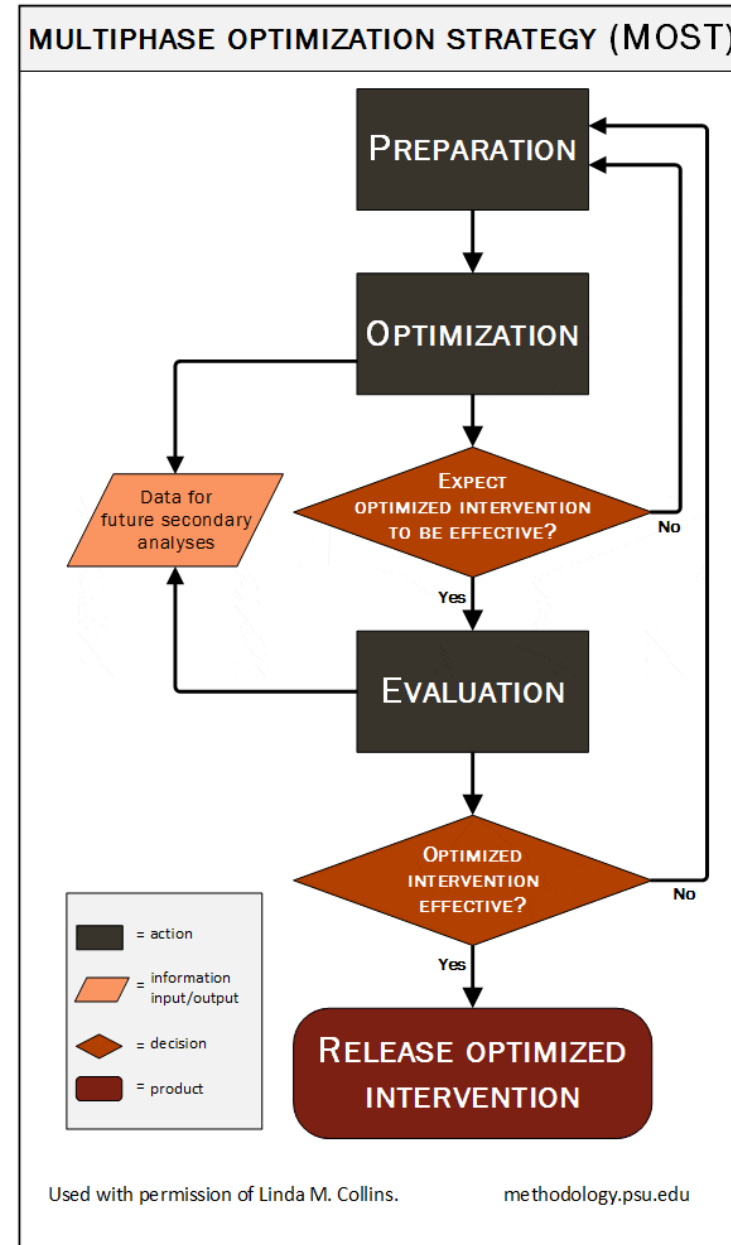 MULTIPHASE OPTIMIZATION STRATEGY (MOST)
PREPARATION
OPTIMIZATION
EXPECT
OPTIMIZED INTERVENTION
TO BE EFFECTIVE?
No
Data for
future secondary
analyses
Yes
EVALUATION
OPTIMIZED
INTERVENTION
EFFECTIVE?
No
Yes
RELEASE OPTIMIZED
INTERVENTION
= action
= information
input/output
= decision
= product
Used with permission of Linda M. Collins.
methodology.psu.edu